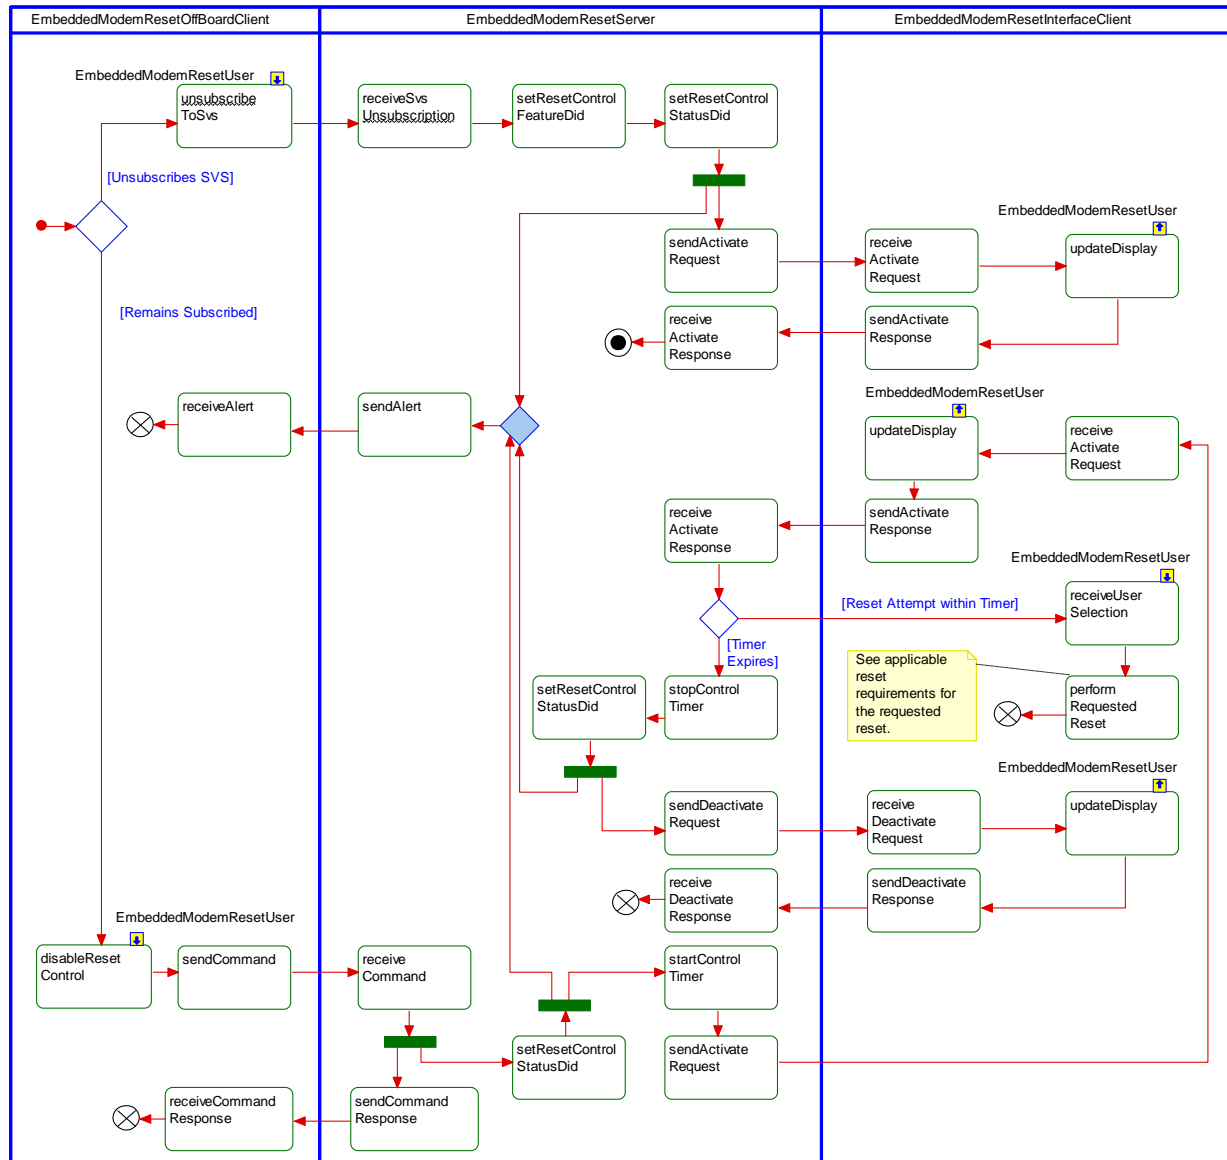 EmbeddedModemResetOffBoardClient
EmbeddedModemResetServer
EmbeddedModemResetInterfaceClient
EmbeddedModemResetUser
unsubscribe
ToSvs
receiveSvs
Unsubscription
setResetControl
FeatureDid
setResetControl
StatusDid
[Unsubscribes SVS]
EmbeddedModemResetUser
sendActivate
Request
receive
Activate
Request
updateDisplay
[Remains Subscribed]
receive
Activate
Response
sendActivate
Response
EmbeddedModemResetUser
receiveAlert
sendAlert
updateDisplay
receive
Activate
Request
receive
Activate
Response
sendActivate
Response
EmbeddedModemResetUser
[Reset Attempt within Timer]
receiveUser
Selection
[Timer
Expires]
See applicable
reset
requirements for
the requested
reset.
setResetControl
StatusDid
stopControl
Timer
perform
Requested
Reset
EmbeddedModemResetUser
sendDeactivate
Request
receive
Deactivate
Request
updateDisplay
receive
Deactivate
Response
sendDeactivate
Response
EmbeddedModemResetUser
disableReset
Control
sendCommand
receive
Command
startControl
Timer
setResetControl
StatusDid
sendActivate
Request
receiveCommand
Response
sendCommand
Response